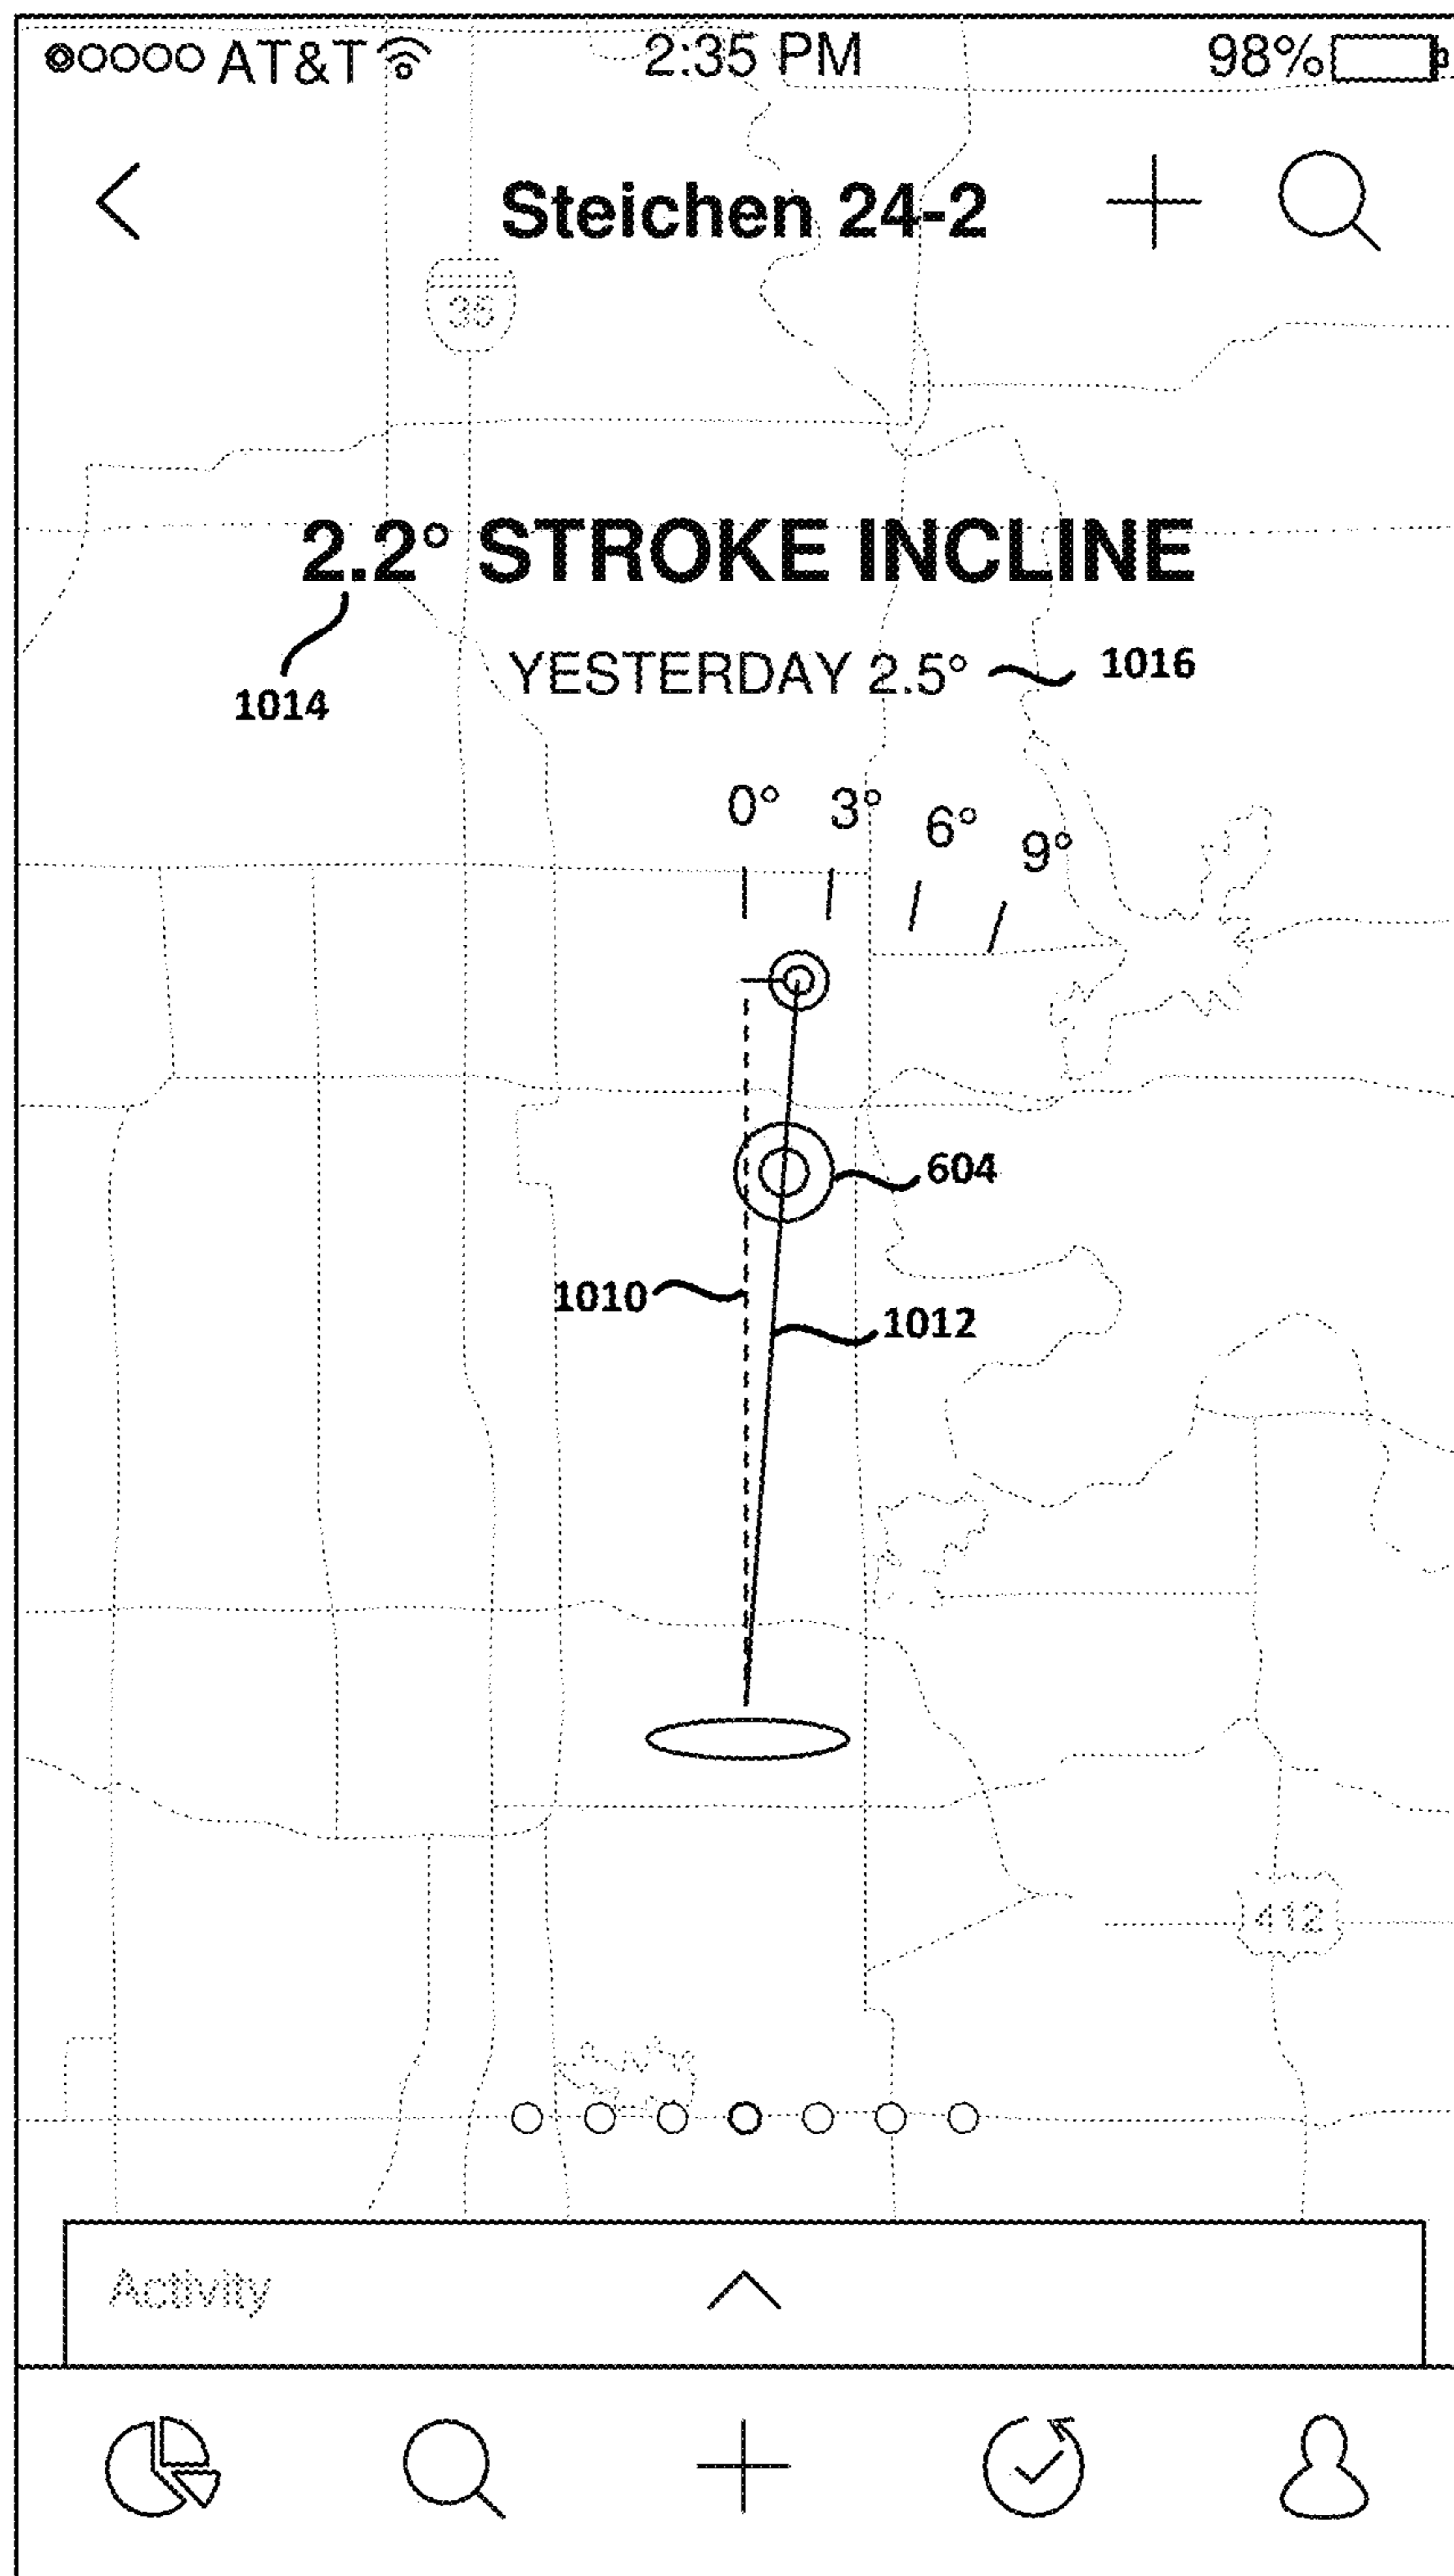 AT&T 2:35 PM 98%
Steichen 24-2
35
2.2° STROKE INCLINE
YESTERDAY 2.5° 1016
1014
0° 3° 6° 9°
604
1010
1012
412
Activity